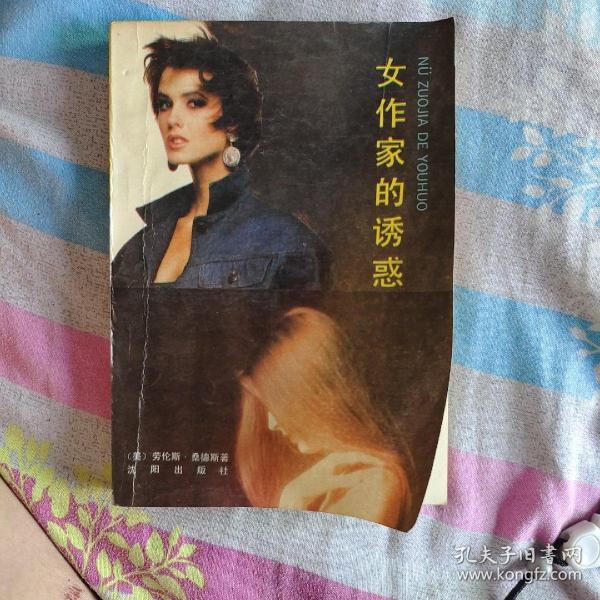 女作家的诱惑
NÜ ZUOJIA DE YOUHUO
(美) 劳伦斯·桑德斯著
沈阳出版社
孔夫子旧书网
www.kongfz.com